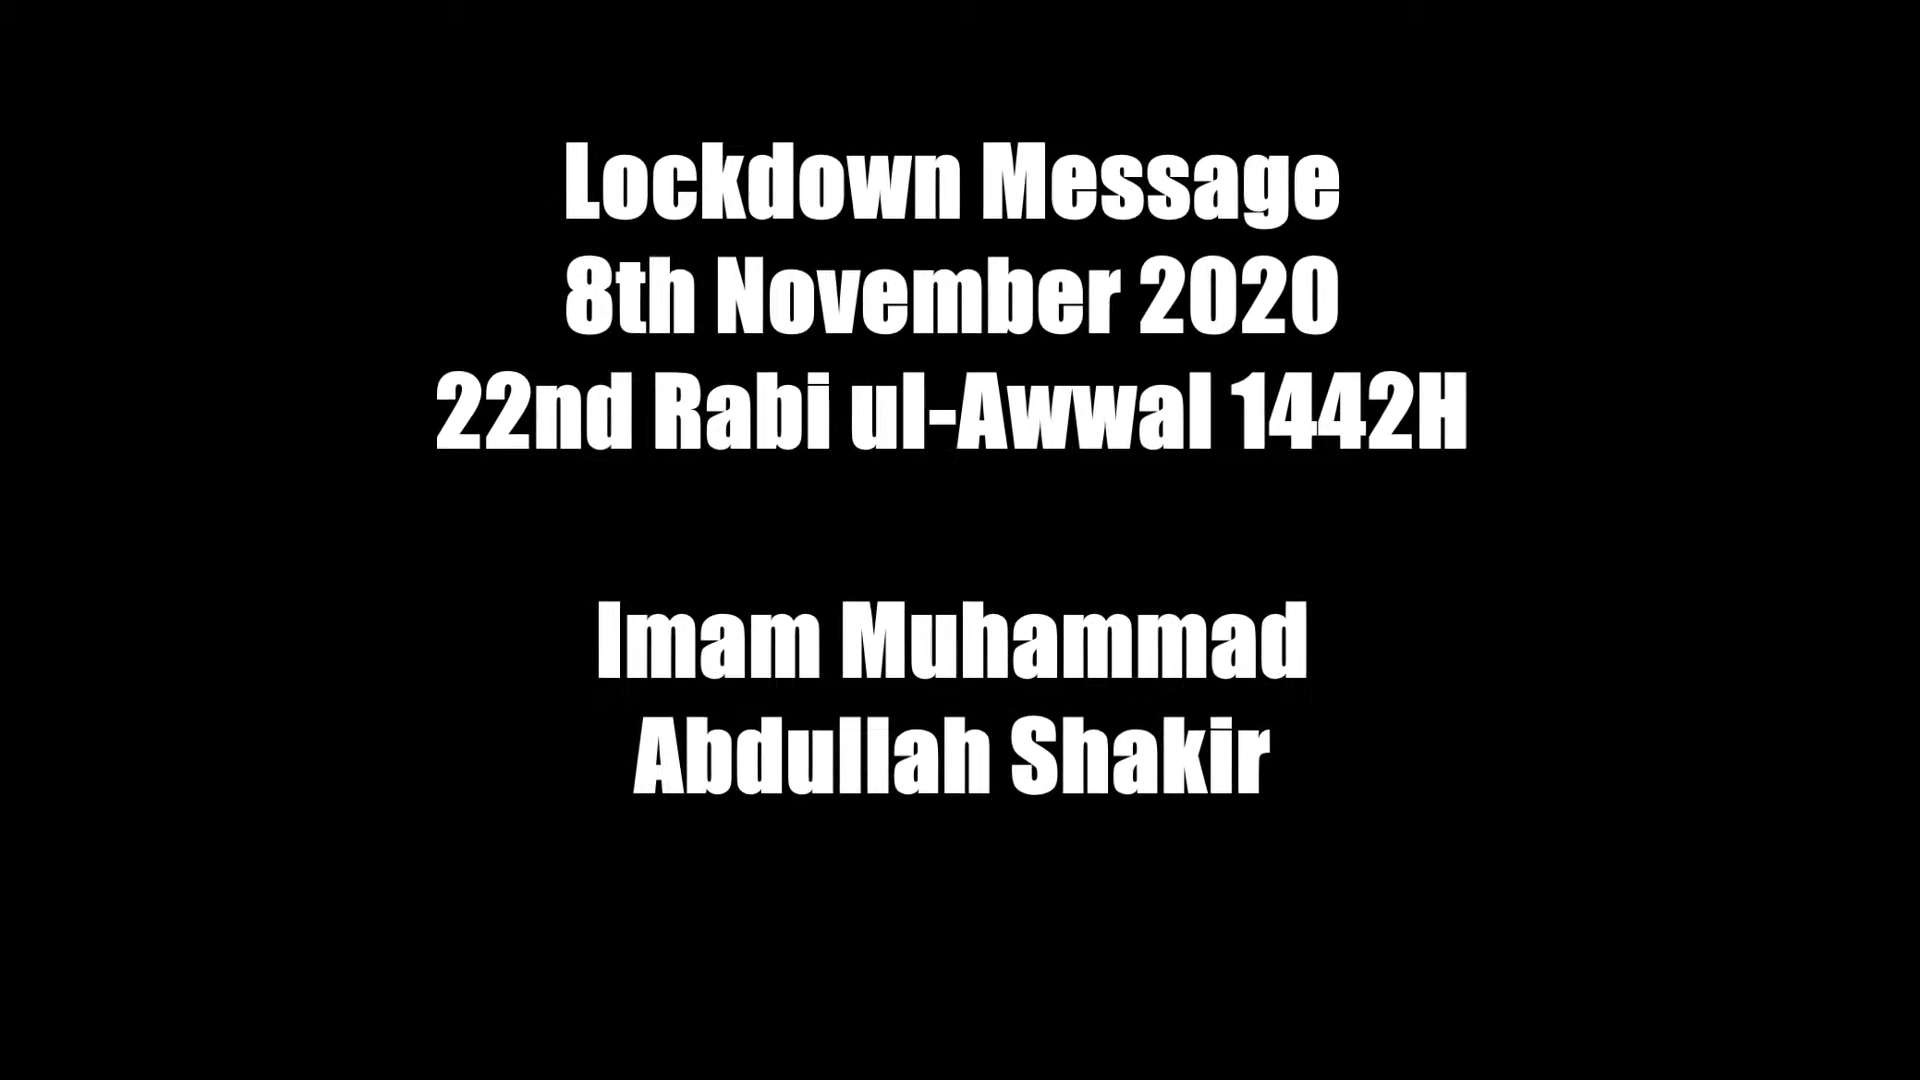 Lockdown Message
8th November 2020
22nd Rabi ul-Awwal 1442H
Imam Muhammad
Abdullah Shakir